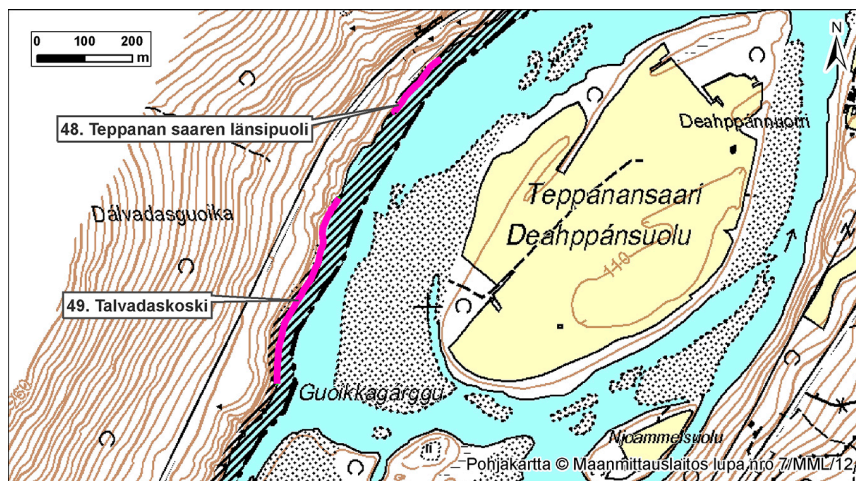 0 100 200
m
N
48. Teppanan saaren länsipuoli
Deahppánnuorri
Teppanansaari
Dálvadasguoika
Deahppánsuolu
110
49. Talvadaskoski
160
Guoikkagárggu
Njoammelsuolu
Pohjakartta © Maanmittauslaitos lupa nro 7/MML/12